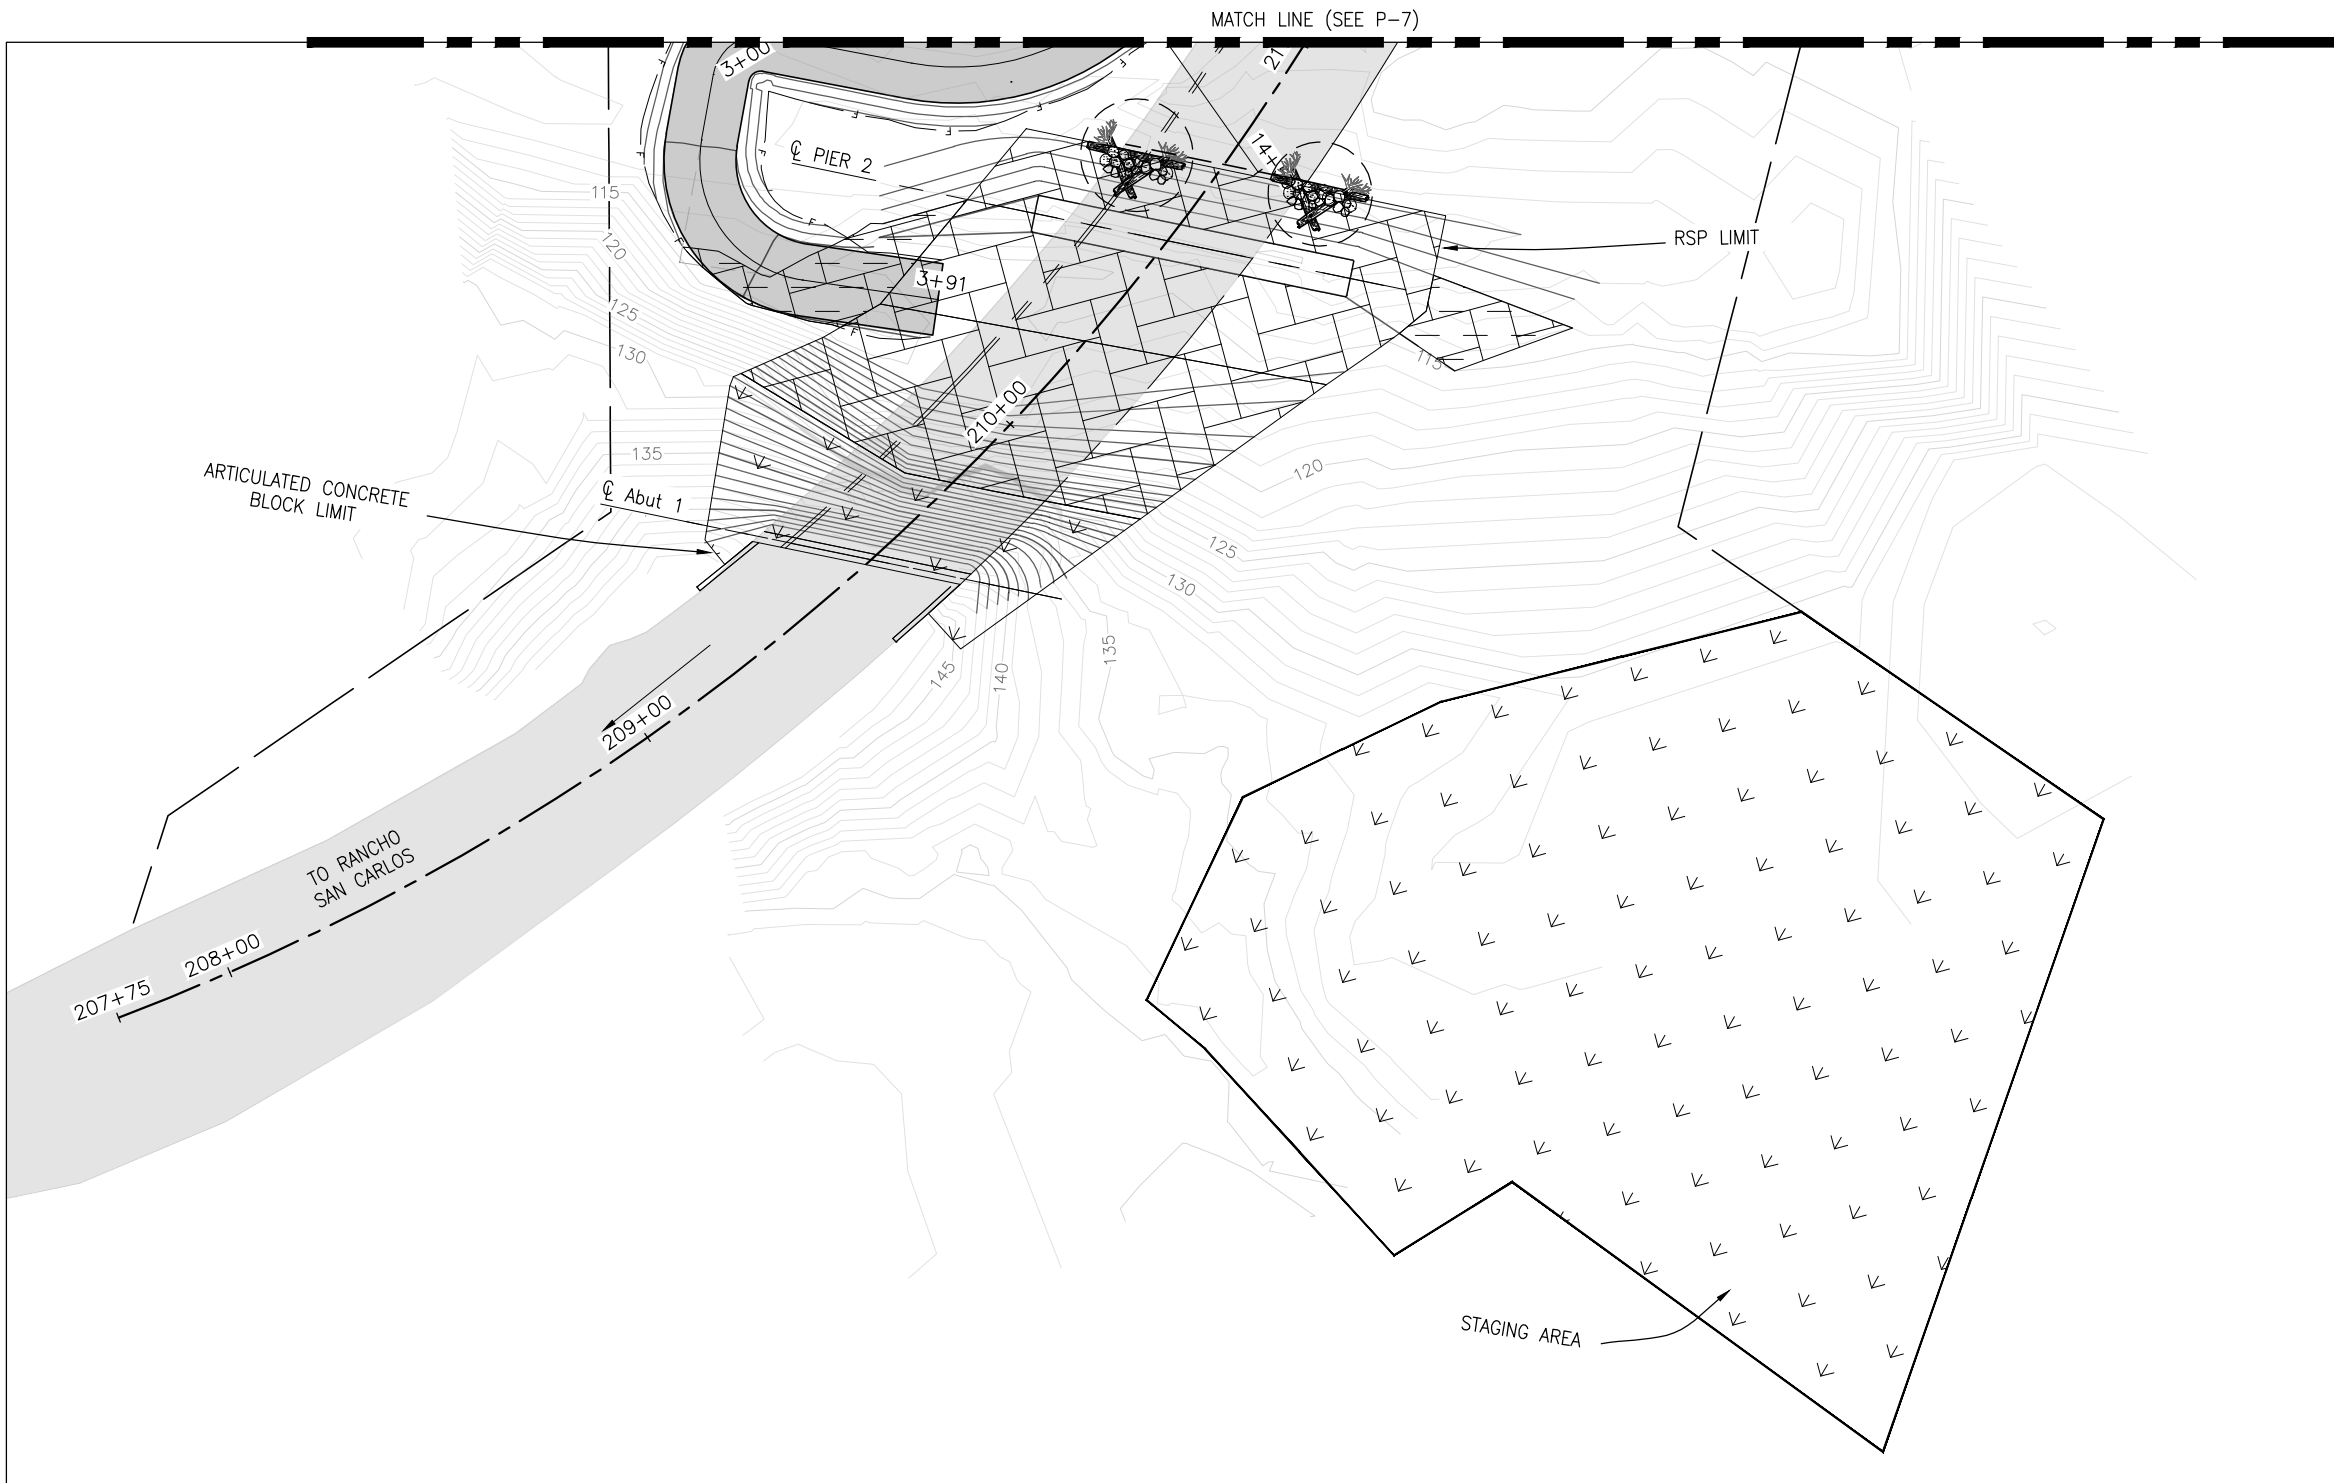 MATCH LINE (SEE P-7)
3+00
21
14+
℄ PIER 2
115
RSP LIMIT
120
3+91
125
130
115
210+00
135
120
ARTICULATED CONCRETE
BLOCK LIMIT
℄ Abut 1
125
130
135
145
140
209+00
TO RANCHO
SAN CARLOS
208+00
207+75
STAGING AREA
F
F
F
F
F
F
F
F
F
F